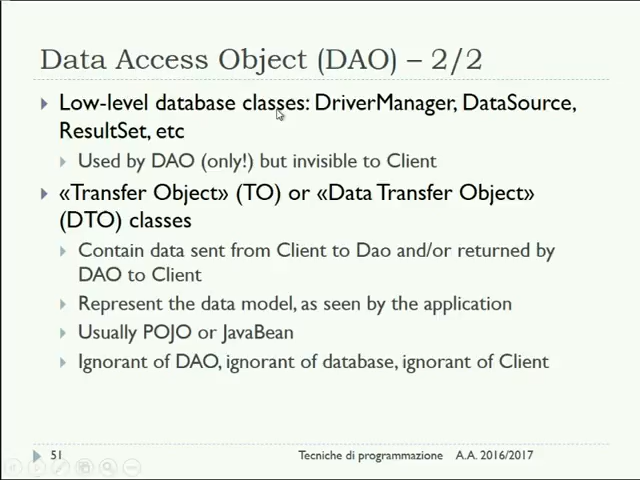 Data Access Object (DAO) – 2/2
Low-level database classes: DriverManager, DataSource,
ResultSet, etc
Used by DAO (only!) but invisible to Client
«Transfer Object» (TO) or «Data Transfer Object»
(DTO) classes
Contain data sent from Client to Dao and/or returned by
DAO to Client
Represent the data model, as seen by the application
Usually POJO or JavaBean
Ignorant of DAO, ignorant of database, ignorant of Client
51
Tecniche di programmazione A.A. 2016/2017